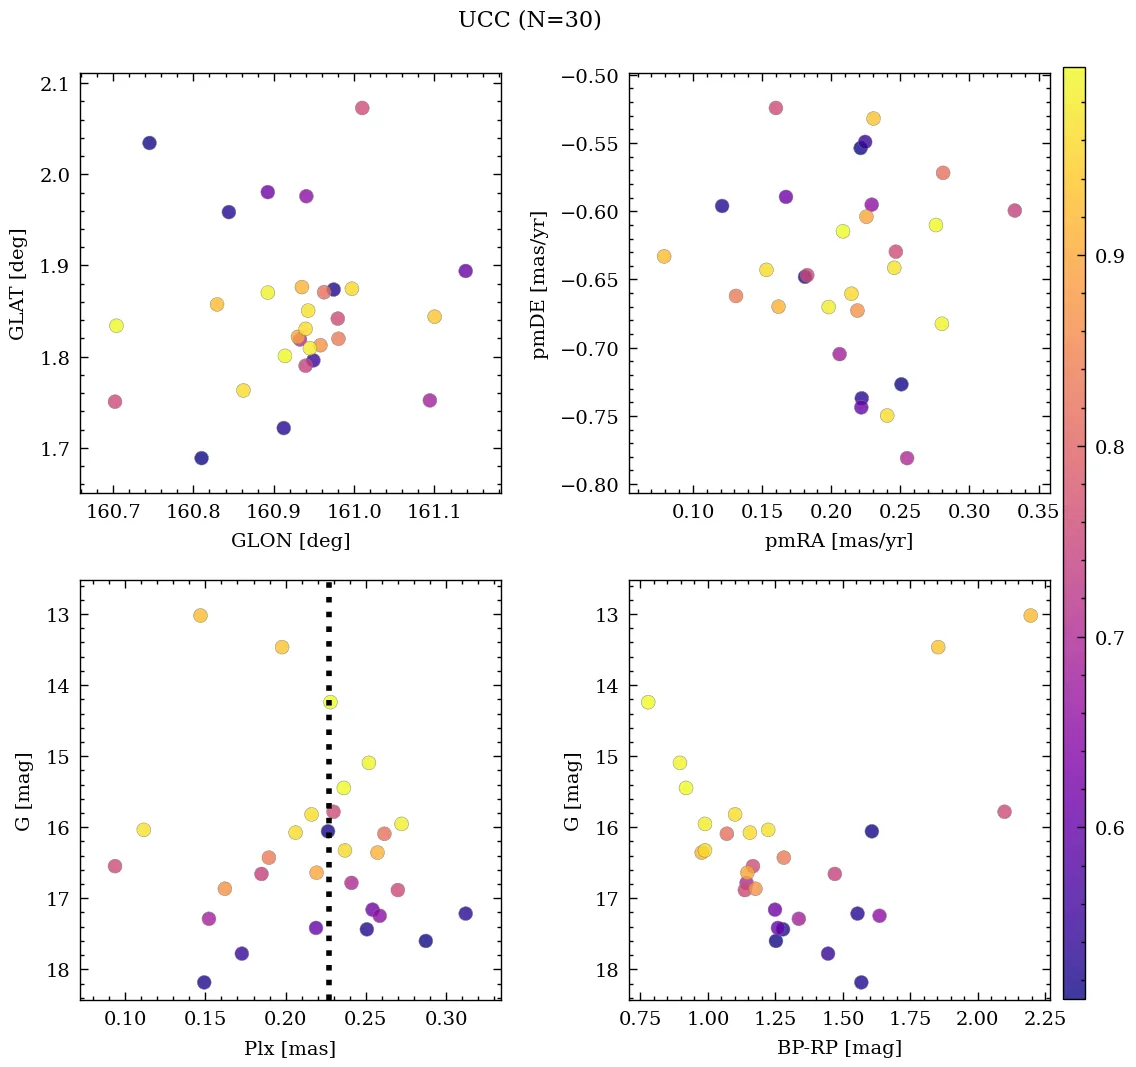 UCC (N=30)
2.1
2.0
1.9
1.8
1.7
GLAT [deg]
160.7 160.8 160.9 161.0 161.1
GLON [deg]
−0.50
−0.55
−0.60
−0.65
−0.70
−0.75
−0.80
pmDE [mas/yr]
0.10 0.15 0.20 0.25 0.30 0.35
pmRA [mas/yr]
0.9
0.8
0.7
0.6
13
14
15
16
17
18
G [mag]
0.10 0.15 0.20 0.25 0.30
Plx [mas]
13
14
15
16
17
18
G [mag]
0.75 1.00 1.25 1.50 1.75 2.00 2.25
BP-RP [mag]